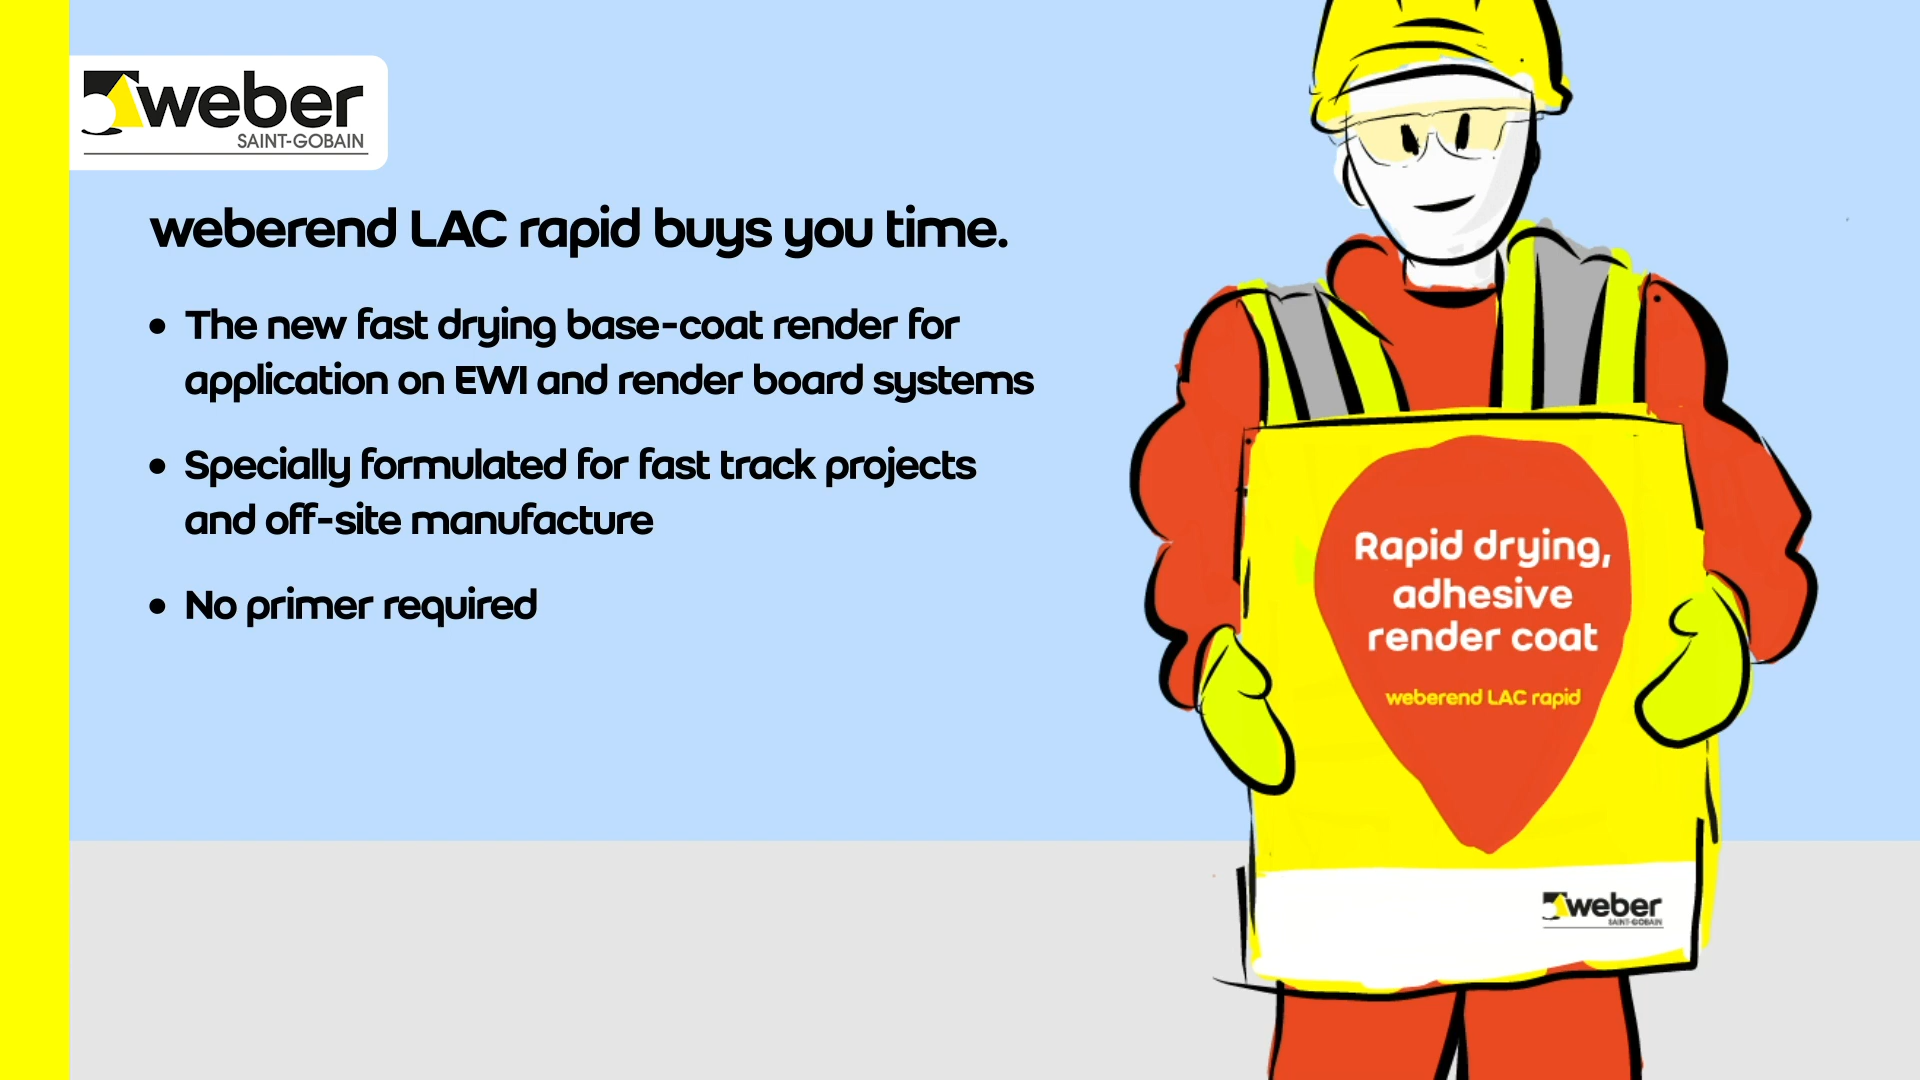 weber
SAINT-GOBAIN
weberend LAC rapid buys you time.
• The new fast drying base-coat render for
application on EWI and render board systems
• Specially formulated for fast track projects
and off-site manufacture
• No primer required
Rapid drying,
adhesive
render coat
weberend LAC rapid
weber
SAINT-GOBAIN